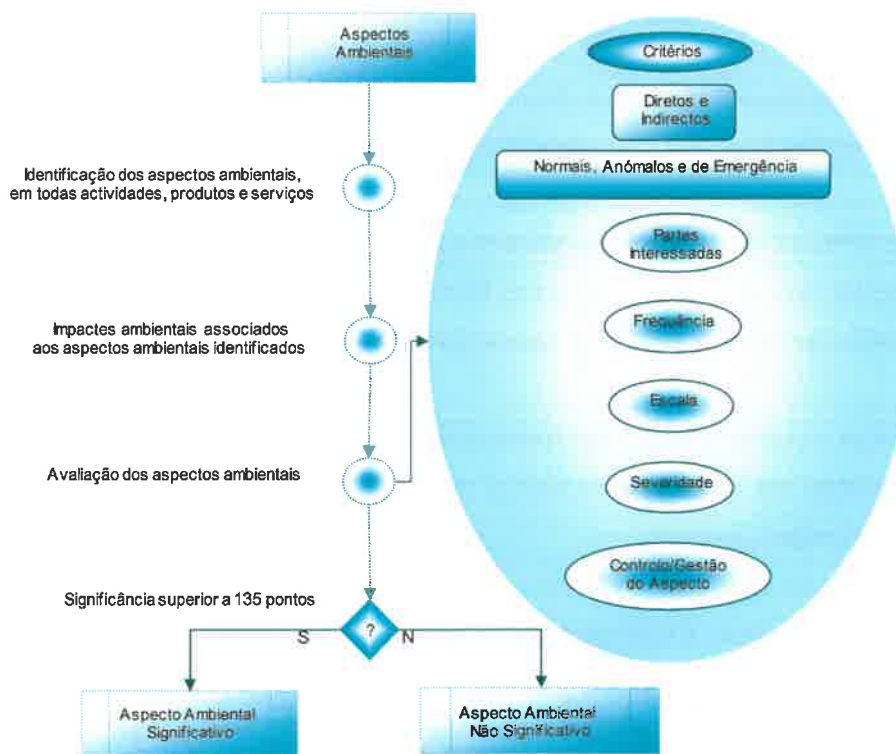 Aspectos
Ambientais
Identificação dos aspectos ambientais,
em todas actividades, produtos e serviços
Impactes ambientais associados
aos aspectos ambientais identificados
Avaliação dos aspectos ambientais
Significância superior a 135 pontos
?
S
N
Aspecto Ambiental
Significativo
Aspecto Ambiental
Não Significativo
Critérios
Diretos e
Indirectos
Normais, Anómalos e de Emergência
Partes
Interessadas
Frequência
Escala
Severidade
Controlo/Gestão
do Aspecto